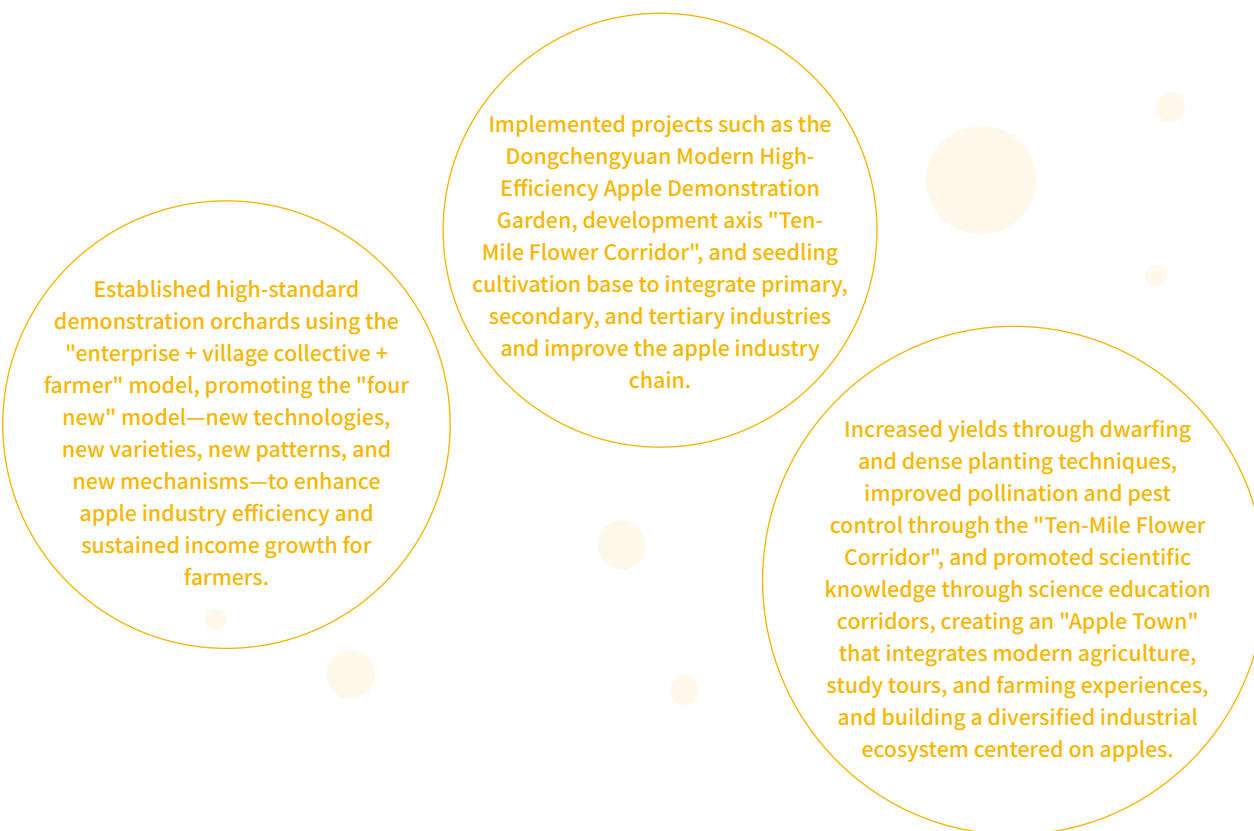 Established high-standard
demonstration orchards using the
"enterprise + village collective +
farmer" model, promoting the "four
new" model—new technologies,
new varieties, new patterns, and
new mechanisms—to enhance
apple industry efficiency and
sustained income growth for
farmers.
Implemented projects such as the
Dongchengyuan Modern High-
Efficiency Apple Demonstration
Garden, development axis "Ten-
Mile Flower Corridor", and seedling
cultivation base to integrate primary,
secondary, and tertiary industries
and improve the apple industry
chain.
Increased yields through dwarfing
and dense planting techniques,
improved pollination and pest
control through the "Ten-Mile Flower
Corridor", and promoted scientific
knowledge through science education
corridors, creating an "Apple Town"
that integrates modern agriculture,
study tours, and farming experiences,
and building a diversified industrial
ecosystem centered on apples.